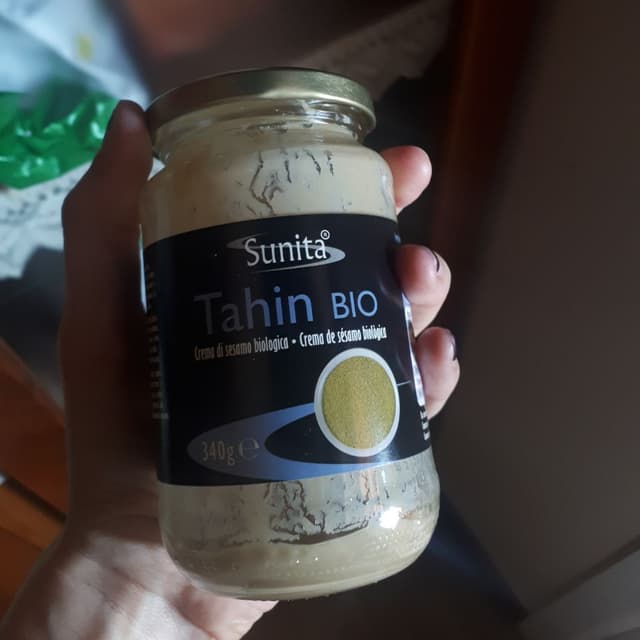 Sunita®
Tahin BIO
Crema di sesamo biologica • Crema de sésamo biológica
340g ℮